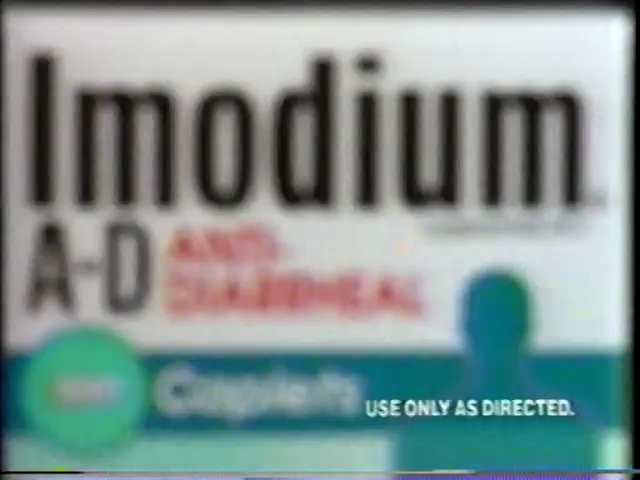 Imodium
A-D ANTI-
DIARRHEAL
Caplets
USE ONLY AS DIRECTED.